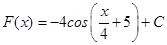 F(x) = −4cos(x/4 + 5) + C